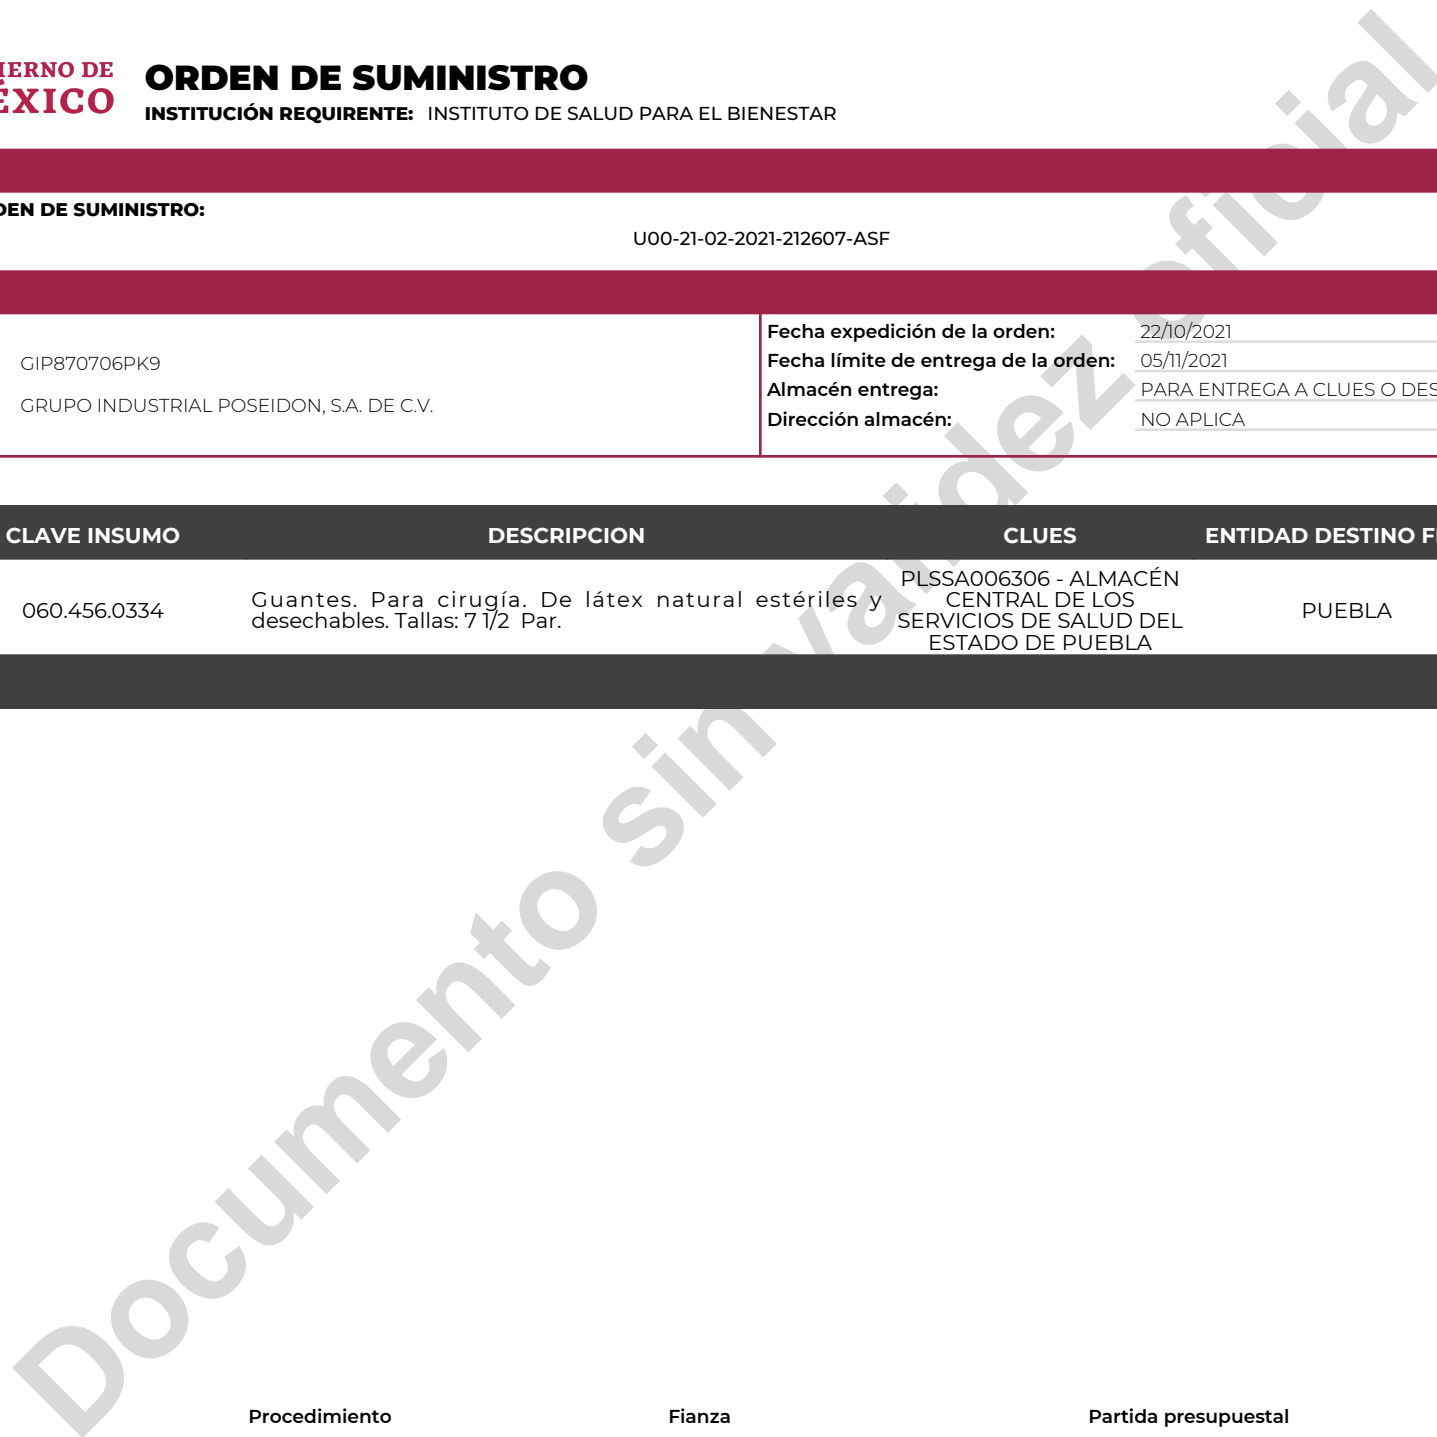 IERNO DE
ÉXICO
ORDEN DE SUMINISTRO
INSTITUCIÓN REQUIRENTE: INSTITUTO DE SALUD PARA EL BIENESTAR
DEN DE SUMINISTRO:
U00-21-02-2021-212607-ASF
GIP870706PK9
GRUPO INDUSTRIAL POSEIDON, S.A. DE C.V.
Fecha expedición de la orden: 22/10/2021
Fecha límite de entrega de la orden: 05/11/2021
Almacén entrega: PARA ENTREGA A CLUES O DES
Dirección almacén: NO APLICA
CLAVE INSUMO DESCRIPCION CLUES ENTIDAD DESTINO FI
060.456.0334
Guantes. Para cirugía. De látex natural estériles y
desechables. Tallas: 7 1/2 Par.
PLSSA006306 - ALMACÉN
CENTRAL DE LOS
SERVICIOS DE SALUD DEL
ESTADO DE PUEBLA
PUEBLA
Documento sin validez oficial
Procedimiento Fianza Partida presupuestal